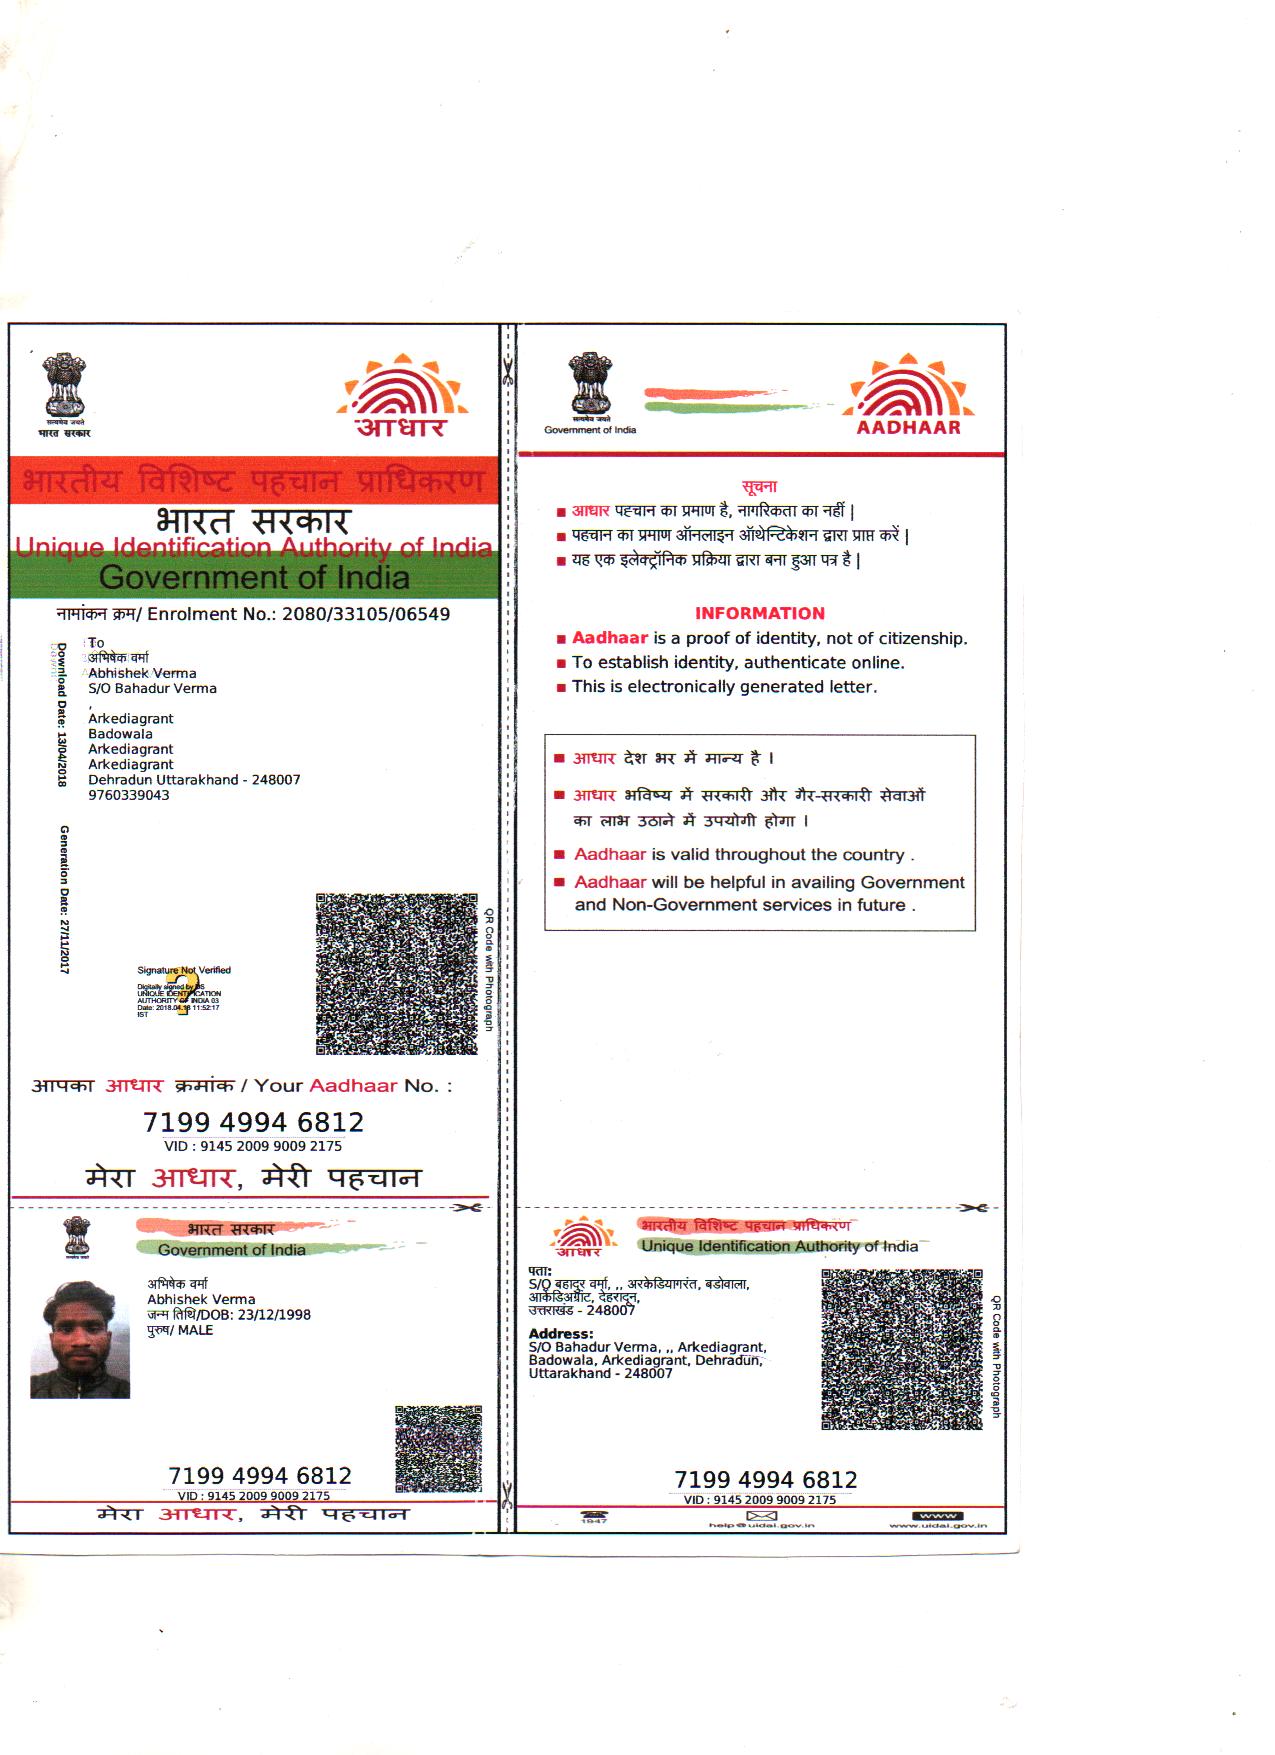 सत्यमेव जयते
भारत सरकार
आधार
भारतीय विशिष्ट पहचान प्राधिकरण
भारत सरकार
Unique Identification Authority of India
Government of India
नामांकन क्रम/ Enrolment No.: 2080/33105/06549
Download Date: 13/04/2018
Generation Date: 27/11/2017
To
अभिषेक वर्मा
Abhishek Verma
S/O Bahadur Verma
,
Arkediagrant
Badowala
Arkediagrant
Arkediagrant
Dehradun Uttarakhand - 248007
9760339043
Signature Not Verified
Digitally signed by DS
UNIQUE IDENTIFICATION
AUTHORITY OF INDIA 03
11:52:17
IST
QR Code with Photograph
आपका आधार क्रमांक / Your Aadhaar No. :
7199 4994 6812
VID : 9145 2009 9009 2175
मेरा आधार, मेरी पहचान
सत्यमेव जयते
Government of India
AADHAAR
सूचना
आधार पहचान का प्रमाण है, नागरिकता का नहीं |
पहचान का प्रमाण ऑनलाइन ऑथेन्टिकेशन द्वारा प्राप्त करें |
यह एक इलेक्ट्रॉनिक प्रक्रिया द्वारा बना हुआ पत्र है |
INFORMATION
Aadhaar is a proof of identity, not of citizenship.
To establish identity, authenticate online.
This is electronically generated letter.
आधार देश भर में मान्य है ।
आधार भविष्य में सरकारी और गैर-सरकारी सेवाओं
का लाभ उठाने में उपयोगी होगा ।
Aadhaar is valid throughout the country .
Aadhaar will be helpful in availing Government
and Non-Government services in future .
भारत सरकार
Government of India
अभिषेक वर्मा
Abhishek Verma
जन्म तिथि/DOB: 23/12/1998
पुरुष/ MALE
7199 4994 6812
VID : 9145 2009 9009 2175
मेरा आधार, मेरी पहचान
आधार
भारतीय विशिष्ट पहचान प्राधिकरण
Unique Identification Authority of India
पता:
S/O बहादुर वर्मा, ,, अरकेडियागरंत, बडोवाला,
आर्केडिअग्रांट, देहरादून,
उत्तराखंड - 248007
Address:
S/O Bahadur Verma, ,, Arkediagrant,
Badowala, Arkediagrant, Dehradun,
Uttarakhand - 248007
QR Code with Photograph
7199 4994 6812
VID : 9145 2009 9009 2175
1947
help@uidai.gov.in
www
www.uidai.gov.in